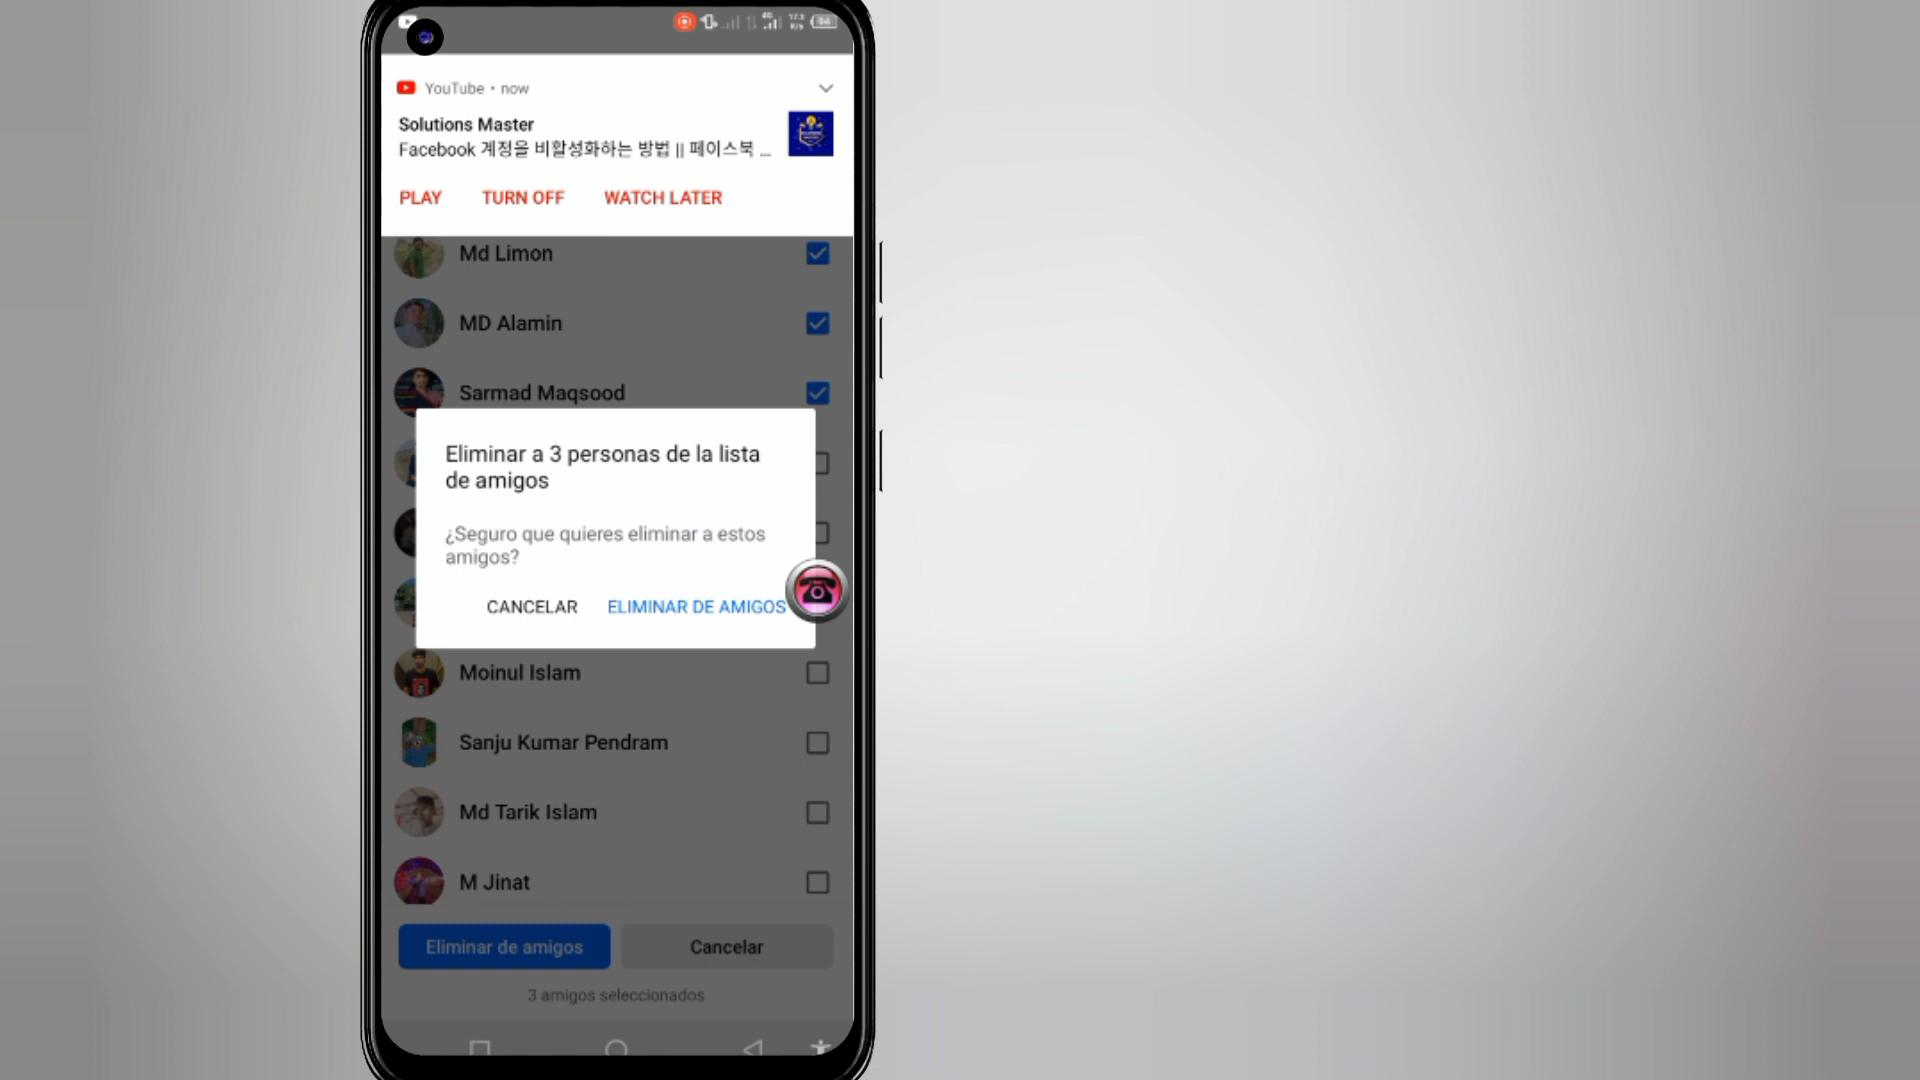 17.3
K/s
94
YouTube • now
Solutions Master
Facebook 계정을 비활성화하는 방법 || 페이스북 ...
PLAY TURN OFF WATCH LATER
Md Limon
MD Alamin
Sarmad Maqsood
Eliminar a 3 personas de la lista
de amigos
¿Seguro que quieres eliminar a estos
amigos?
CANCELAR ELIMINAR DE AMIGOS
Moinul Islam
Sanju Kumar Pendram
Md Tarik Islam
M Jinat
Eliminar de amigos Cancelar
3 amigos seleccionados